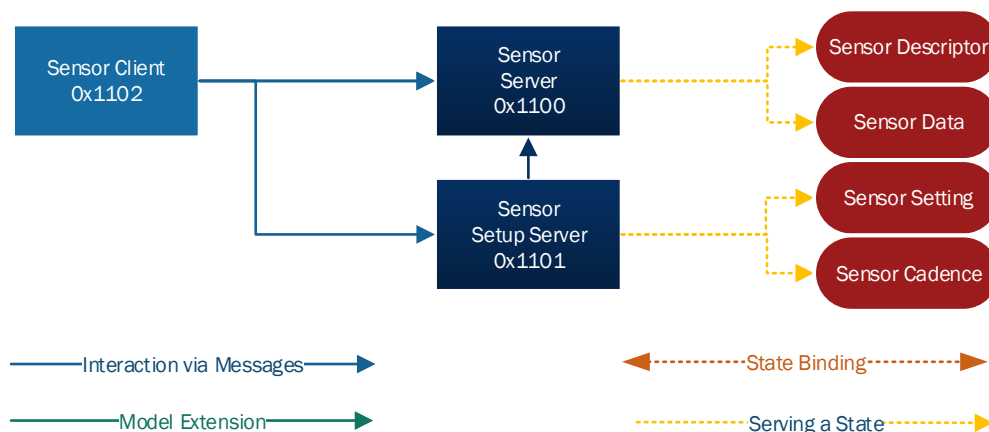 Sensor Client
0x1102
Sensor
Server
0x1100
Sensor Descriptor
Sensor Data
Sensor
Setup Server
0x1101
Sensor Setting
Sensor Cadence
Interaction via Messages
State Binding
Model Extension
Serving a State